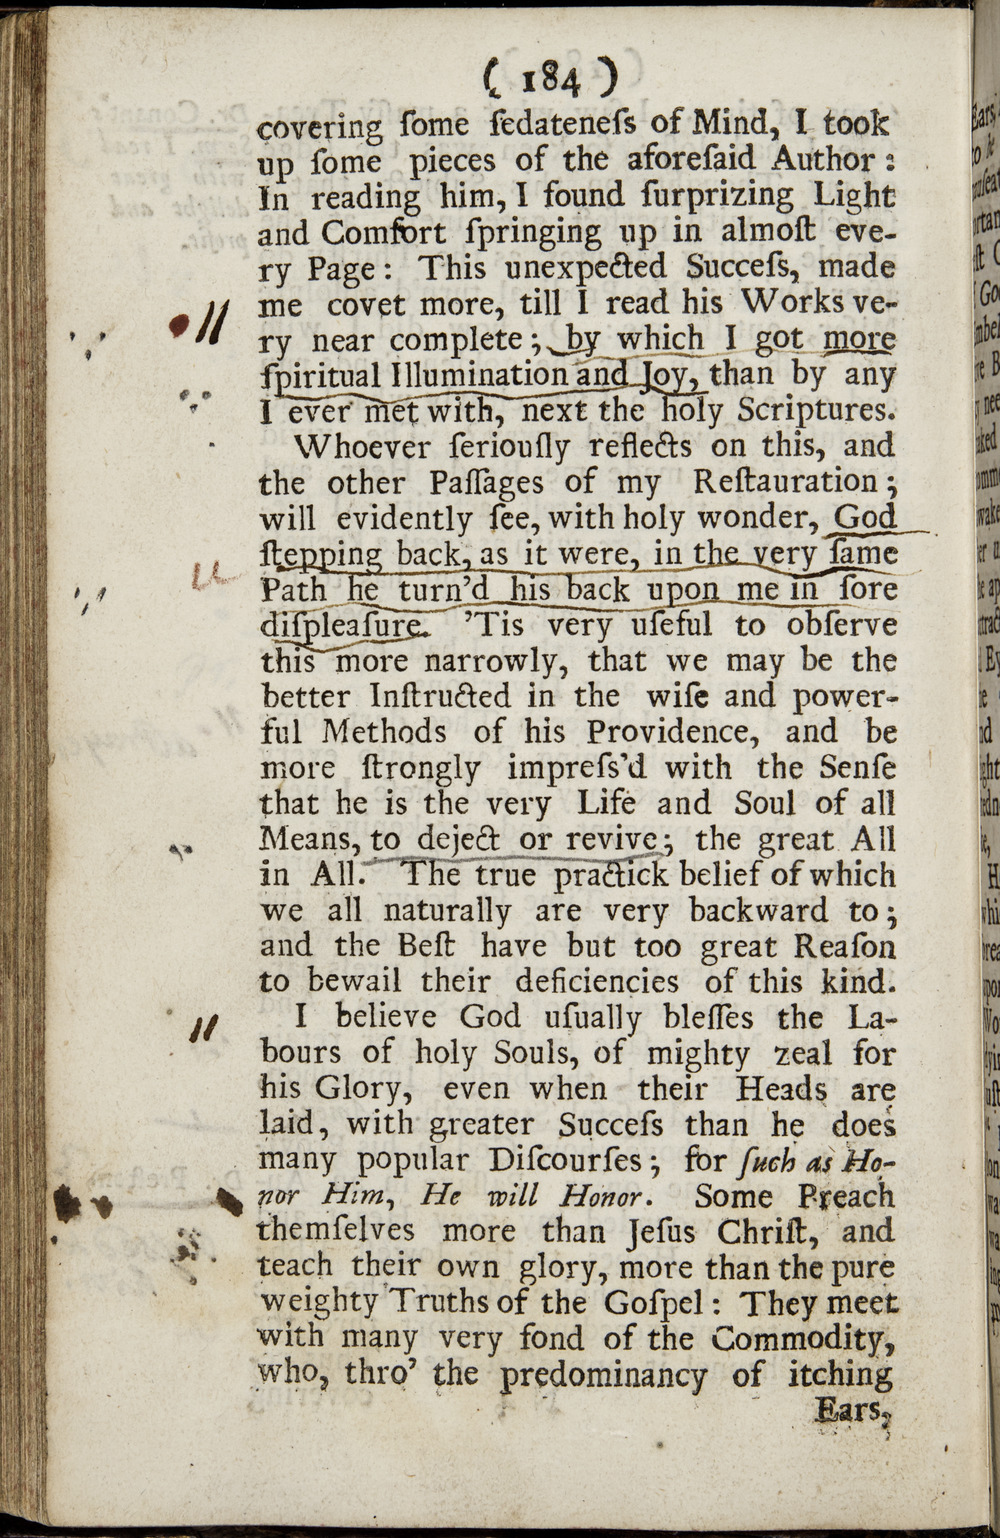 ( 184 )
covering ſome ſedateneſs of Mind, I took
up ſome pieces of the aforeſaid Author :
In reading him, I found ſurprizing Light
and Comfort ſpringing up in almoſt eve-
ry Page : This unexpected Succeſs, made
me covet more, till I read his Works ve-
ry near complete ; by which I got more
ſpiritual Illumination and Joy, than by any
I ever met with, next the holy Scriptures.
Whoever ſeriouſly reflects on this, and
the other Paſſages of my Reſtauration ;
will evidently ſee, with holy wonder, God
ſtepping back, as it were, in the very ſame
Path he turn’d his back upon me in ſore
diſpleaſure. ’Tis very uſeful to obſerve
this more narrowly, that we may be the
better Inſtructed in the wiſe and power-
ful Methods of his Providence, and be
more ſtrongly impreſs’d with the Senſe
that he is the very Life and Soul of all
Means, to deject or revive ; the great All
in All. The true practick belief of which
we all naturally are very backward to ;
and the Beſt have but too great Reaſon
to bewail their deficiencies of this kind.
I believe God uſually bleſſes the La-
bours of holy Souls, of mighty zeal for
his Glory, even when their Heads are
laid, with greater Succeſs than he does
many popular Diſcourſes ; for ſuch as Ho-
nor Him, He will Honor. Some Preach
themſelves more than Jeſus Chriſt, and
teach their own glory, more than the pure
weighty Truths of the Goſpel : They meet
with many very fond of the Commodity,
who, thro’ the predominancy of itching
Ears,